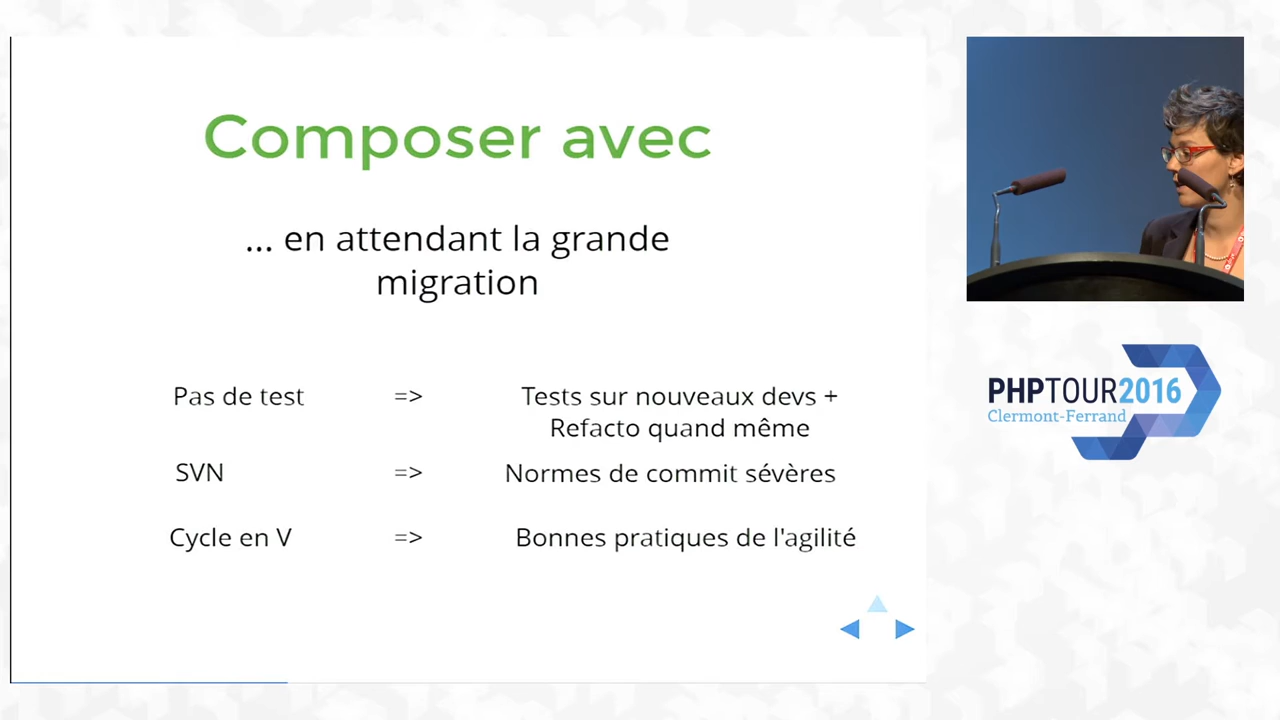 Composer avec
... en attendant la grande
migration
Pas de test => Tests sur nouveaux devs +
Refacto quand même
SVN => Normes de commit sévères
Cycle en V => Bonnes pratiques de l'agilité
PHPTOUR2016
Clermont-Ferrand